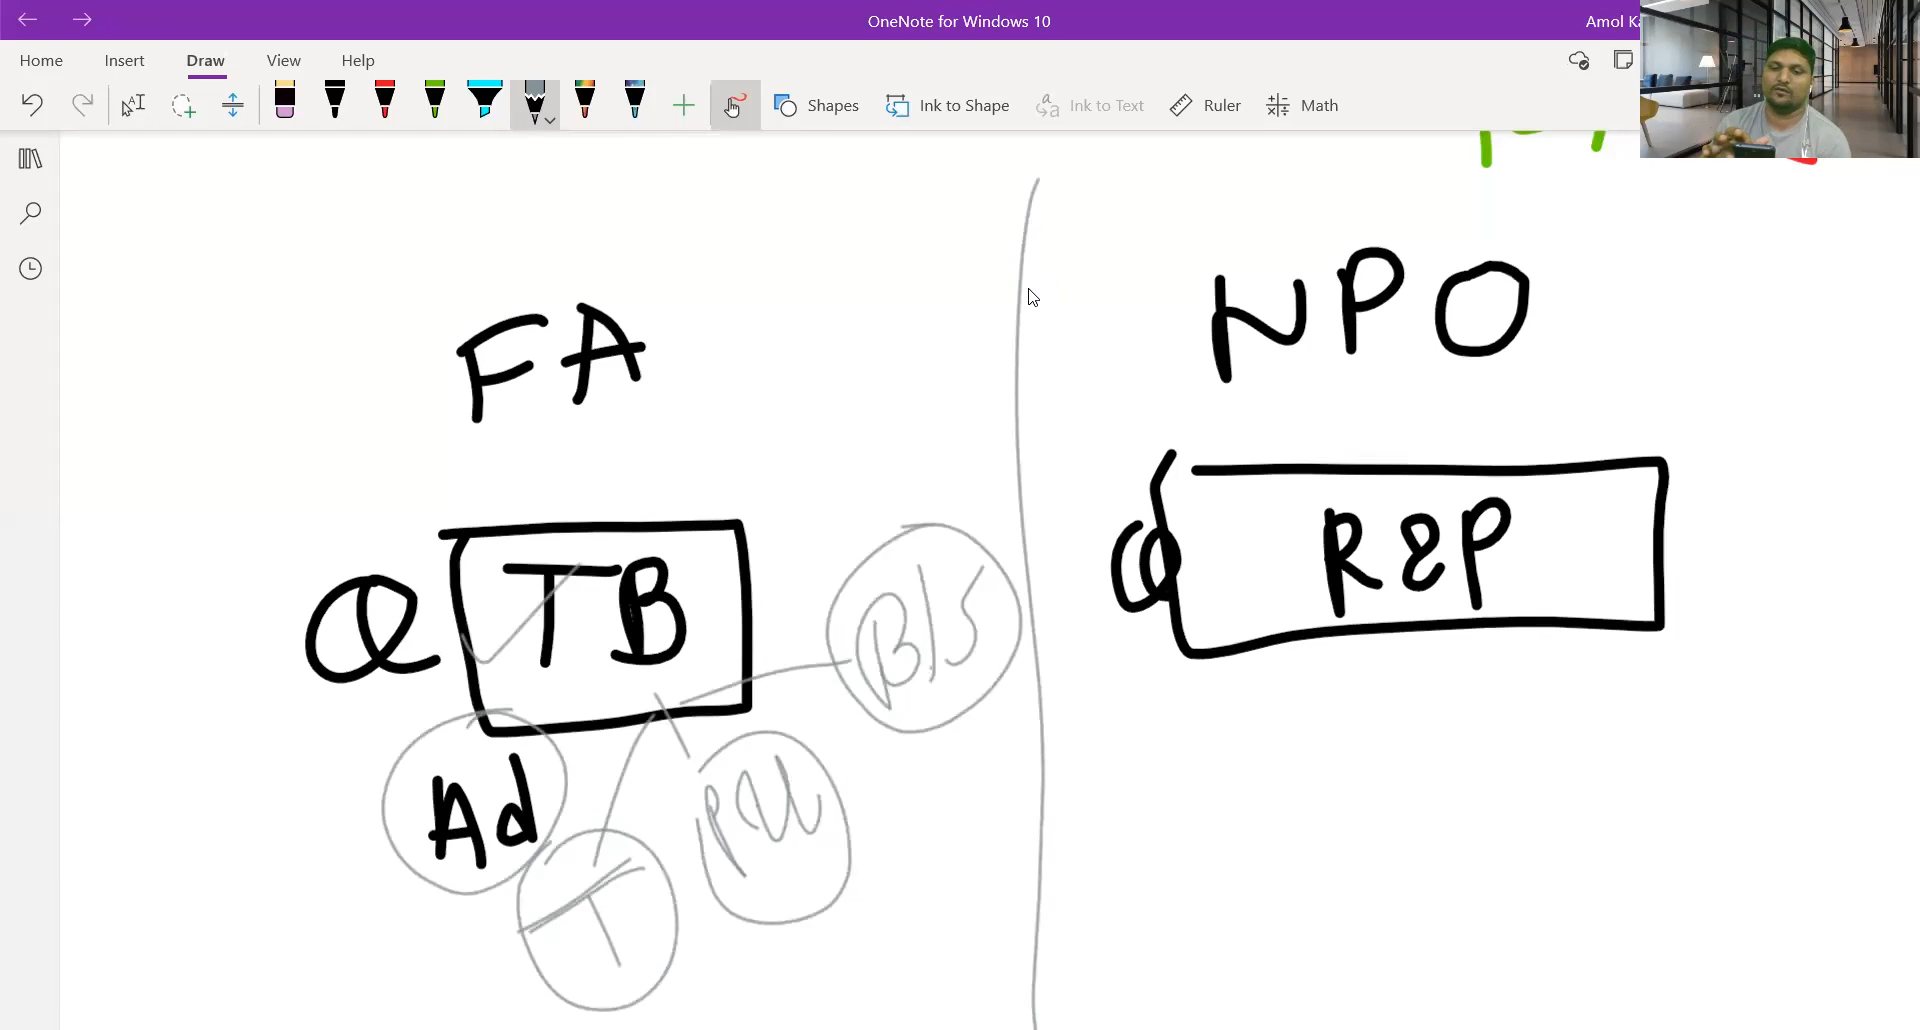 OneNote for Windows 10
Amol Ka
Home Insert Draw View Help
Shapes Ink to Shape Ink to Text Ruler Math
FA
NPO
Q TB
B/S
Q R&P
Ad
T